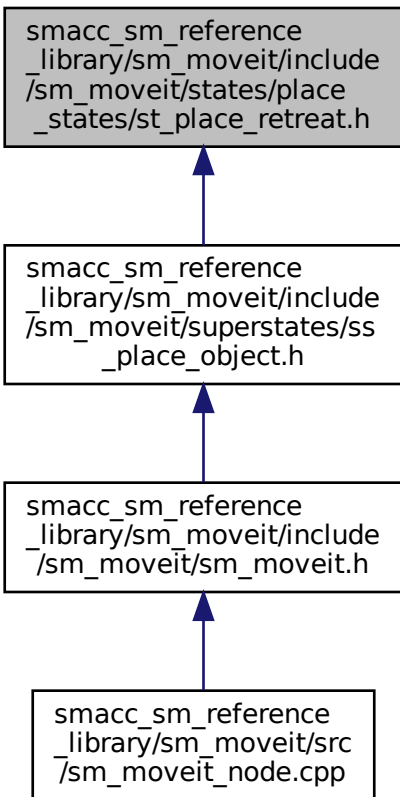 smacc_sm_reference
_library/sm_moveit/include
/sm_moveit/states/place
_states/st_place_retreat.h
smacc_sm_reference
_library/sm_moveit/include
/sm_moveit/superstates/ss
_place_object.h
smacc_sm_reference
_library/sm_moveit/include
/sm_moveit/sm_moveit.h
smacc_sm_reference
_library/sm_moveit/src
/sm_moveit_node.cpp